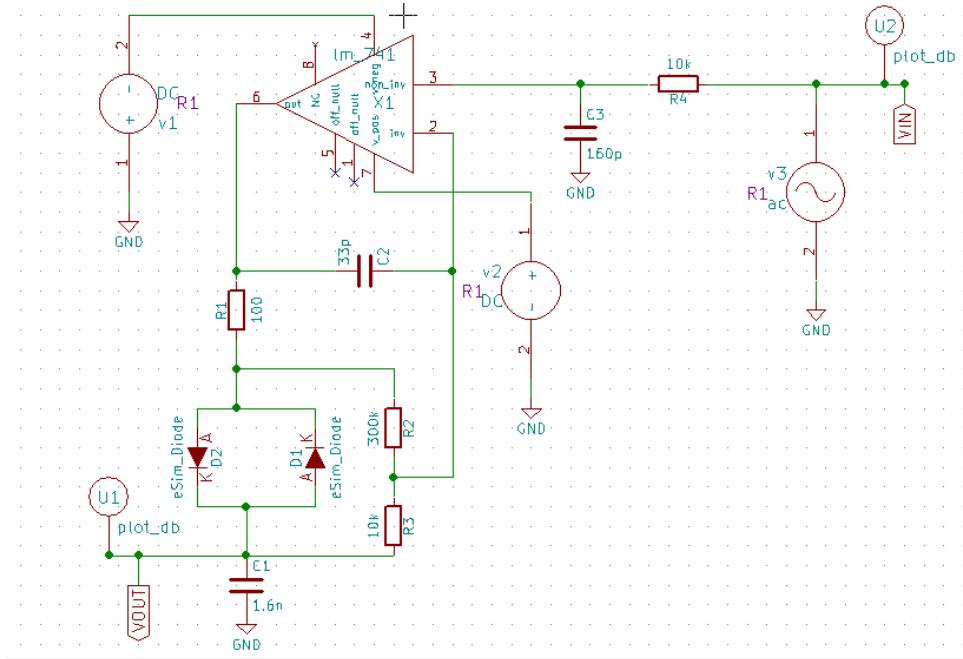 U2
plot_db
4
lm_741
2
8
NC
v_neg
non_inv
3
10k
R4
DC
R1
v1
6
out
off_null
X1
off_null
v_pos
inv
2
C3
160p
VIN
1
5
1
7
1
GND
v3
R1
ac
GND
33p
C2
1
v2
R1
DC
2
R1
100
2
GND
GND
eSim_Diode
A
D2
K
K
D1
A
eSim_Diode
300k
R2
U1
plot_db
10k
R3
C1
1.6n
VOUT
GND